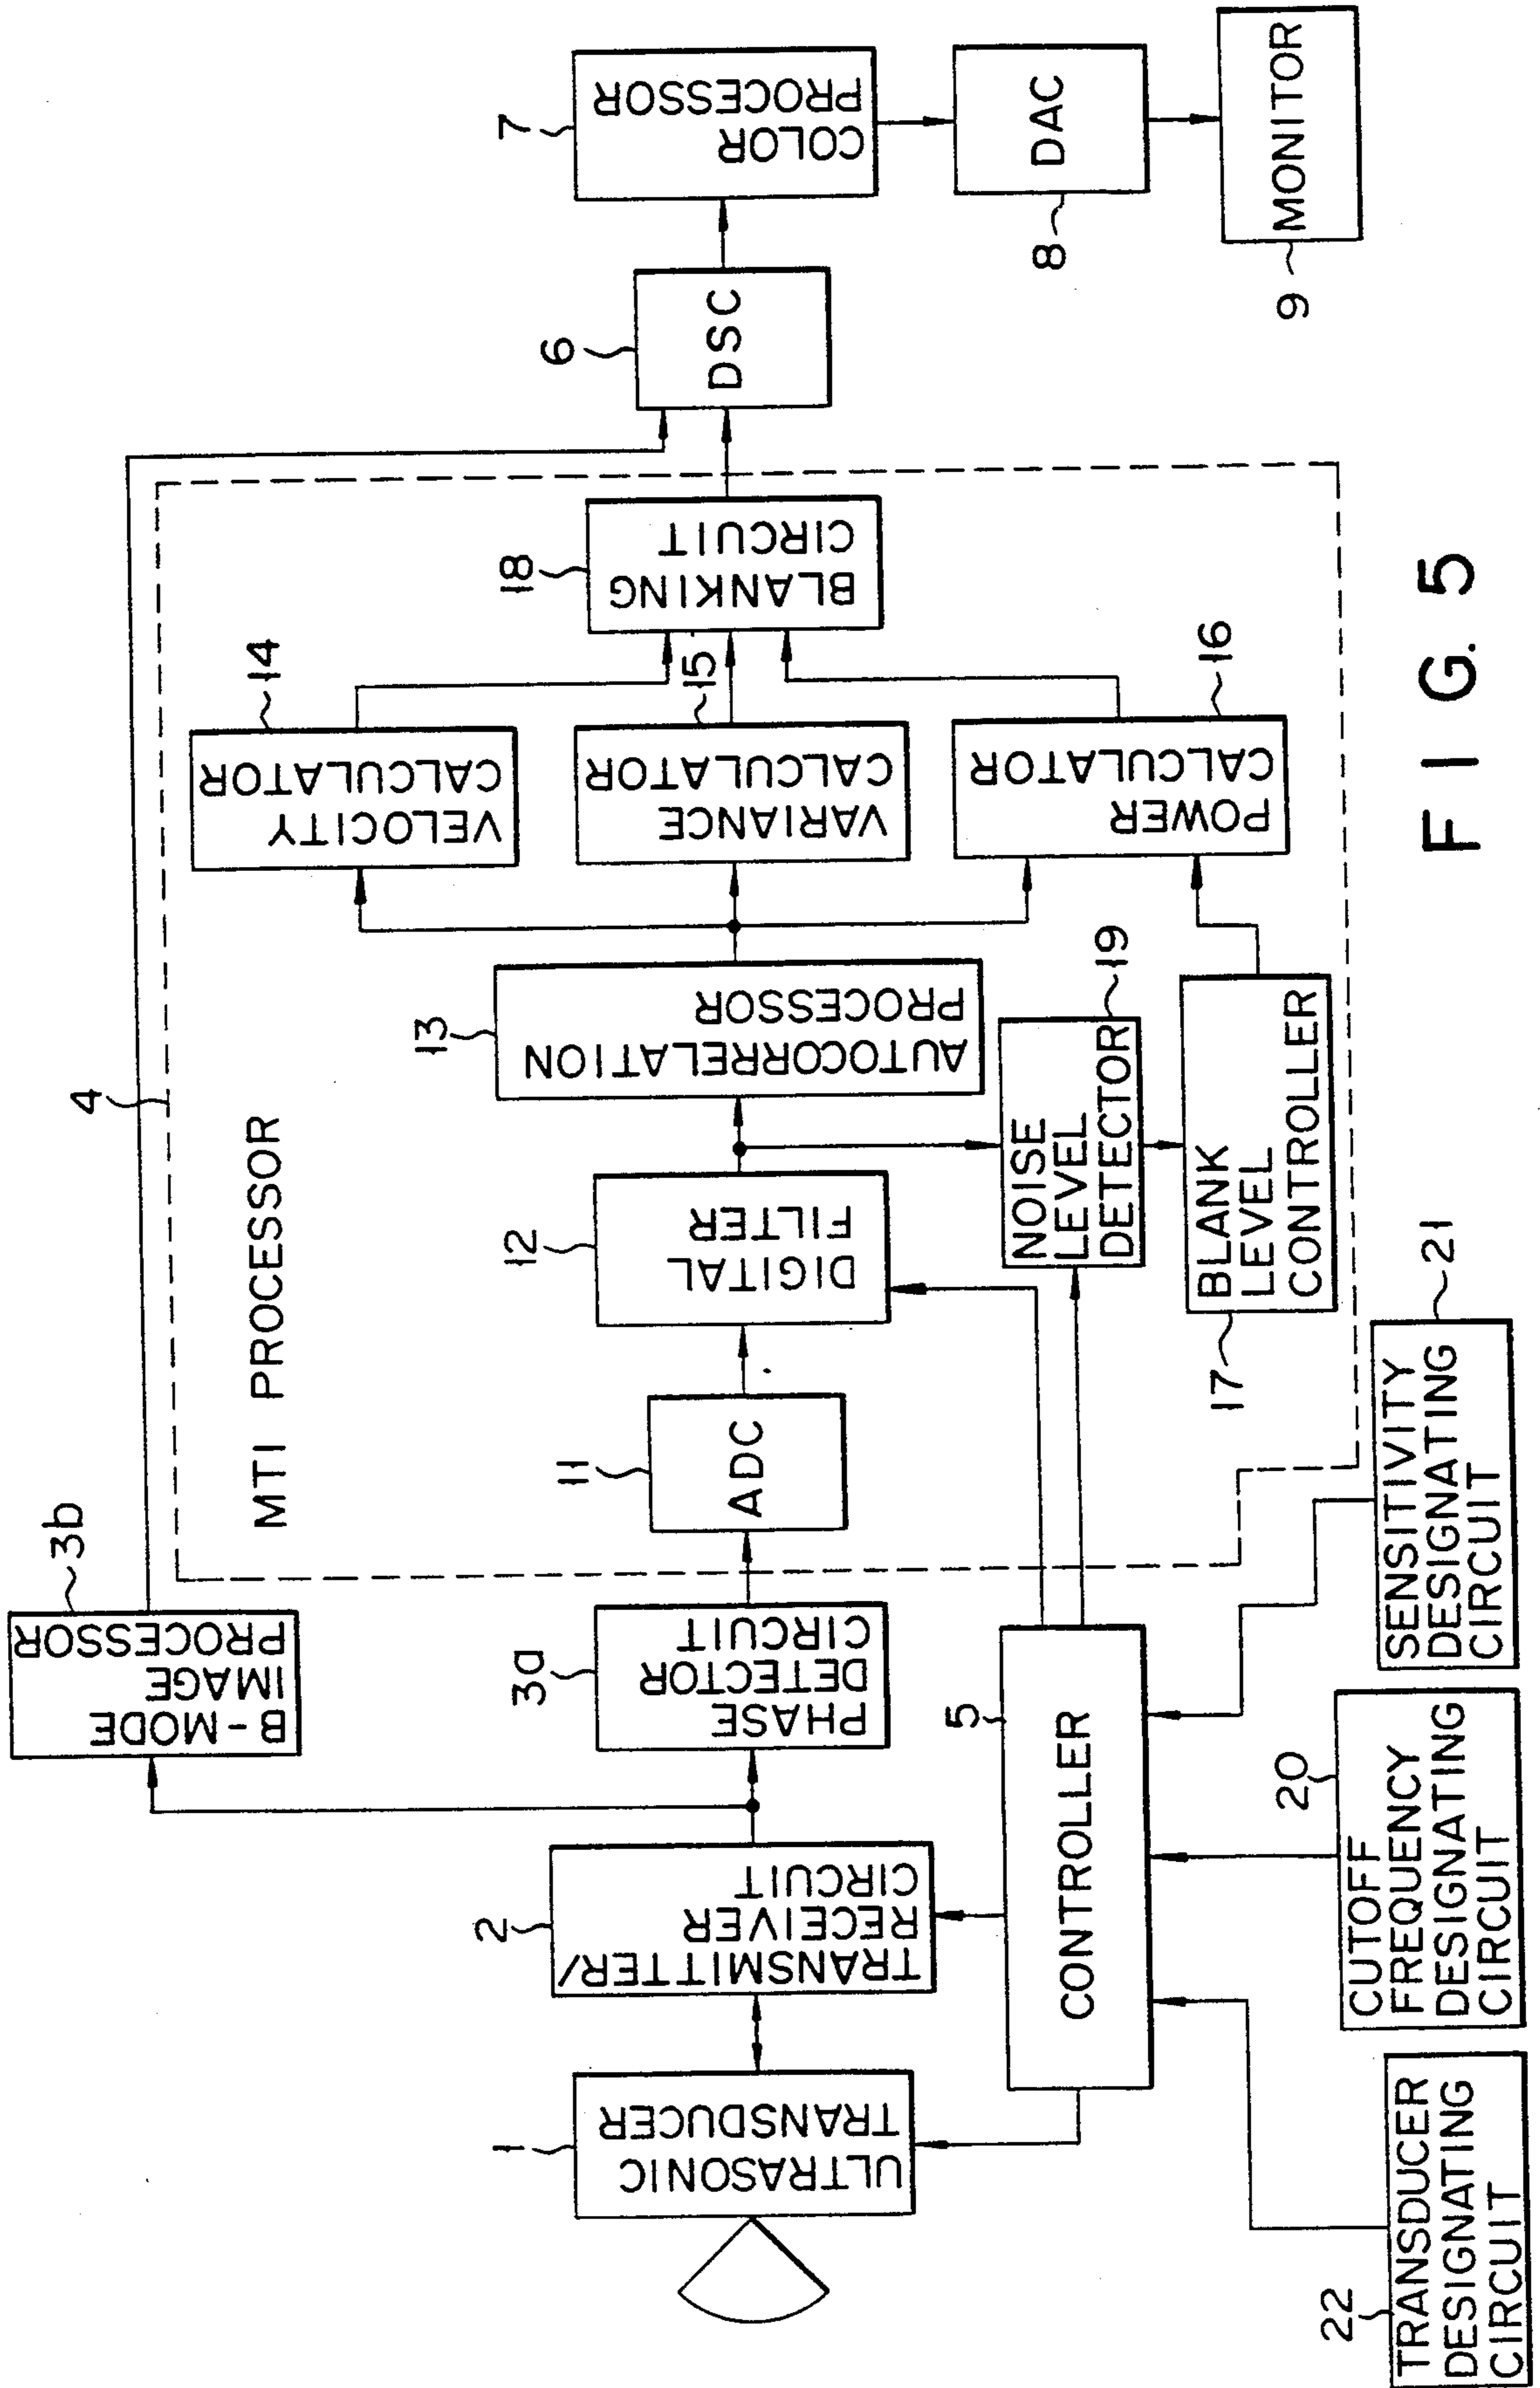 3b
B-MODE
IMAGE
PROCESSOR
4
MTI PROCESSOR
1
ULTRASONIC
TRANSDUCER
2
TRANSMITTER/
RECEIVER
CIRCUIT
3a
PHASE
DETECTOR
CIRCUIT
11
ADC
12
DIGITAL
FILTER
13
AUTOCORRELATION
PROCESSOR
14
VELOCITY
CALCULATOR
15
VARIANCE
CALCULATOR
16
POWER
CALCULATOR
18
BLANKING
CIRCUIT
6
DSC
7
COLOR
PROCESSOR
8
DAC
9
MONITOR
5
CONTROLLER
19
NOISE
LEVEL
DETECTOR
17
BLANK
LEVEL
CONTROLLER
22
TRANSDUCER
DESIGNATING
CIRCUIT
20
CUTOFF
FREQUENCY
DESIGNATING
CIRCUIT
21
SENSITIVITY
DESIGNATING
CIRCUIT
FIG. 5